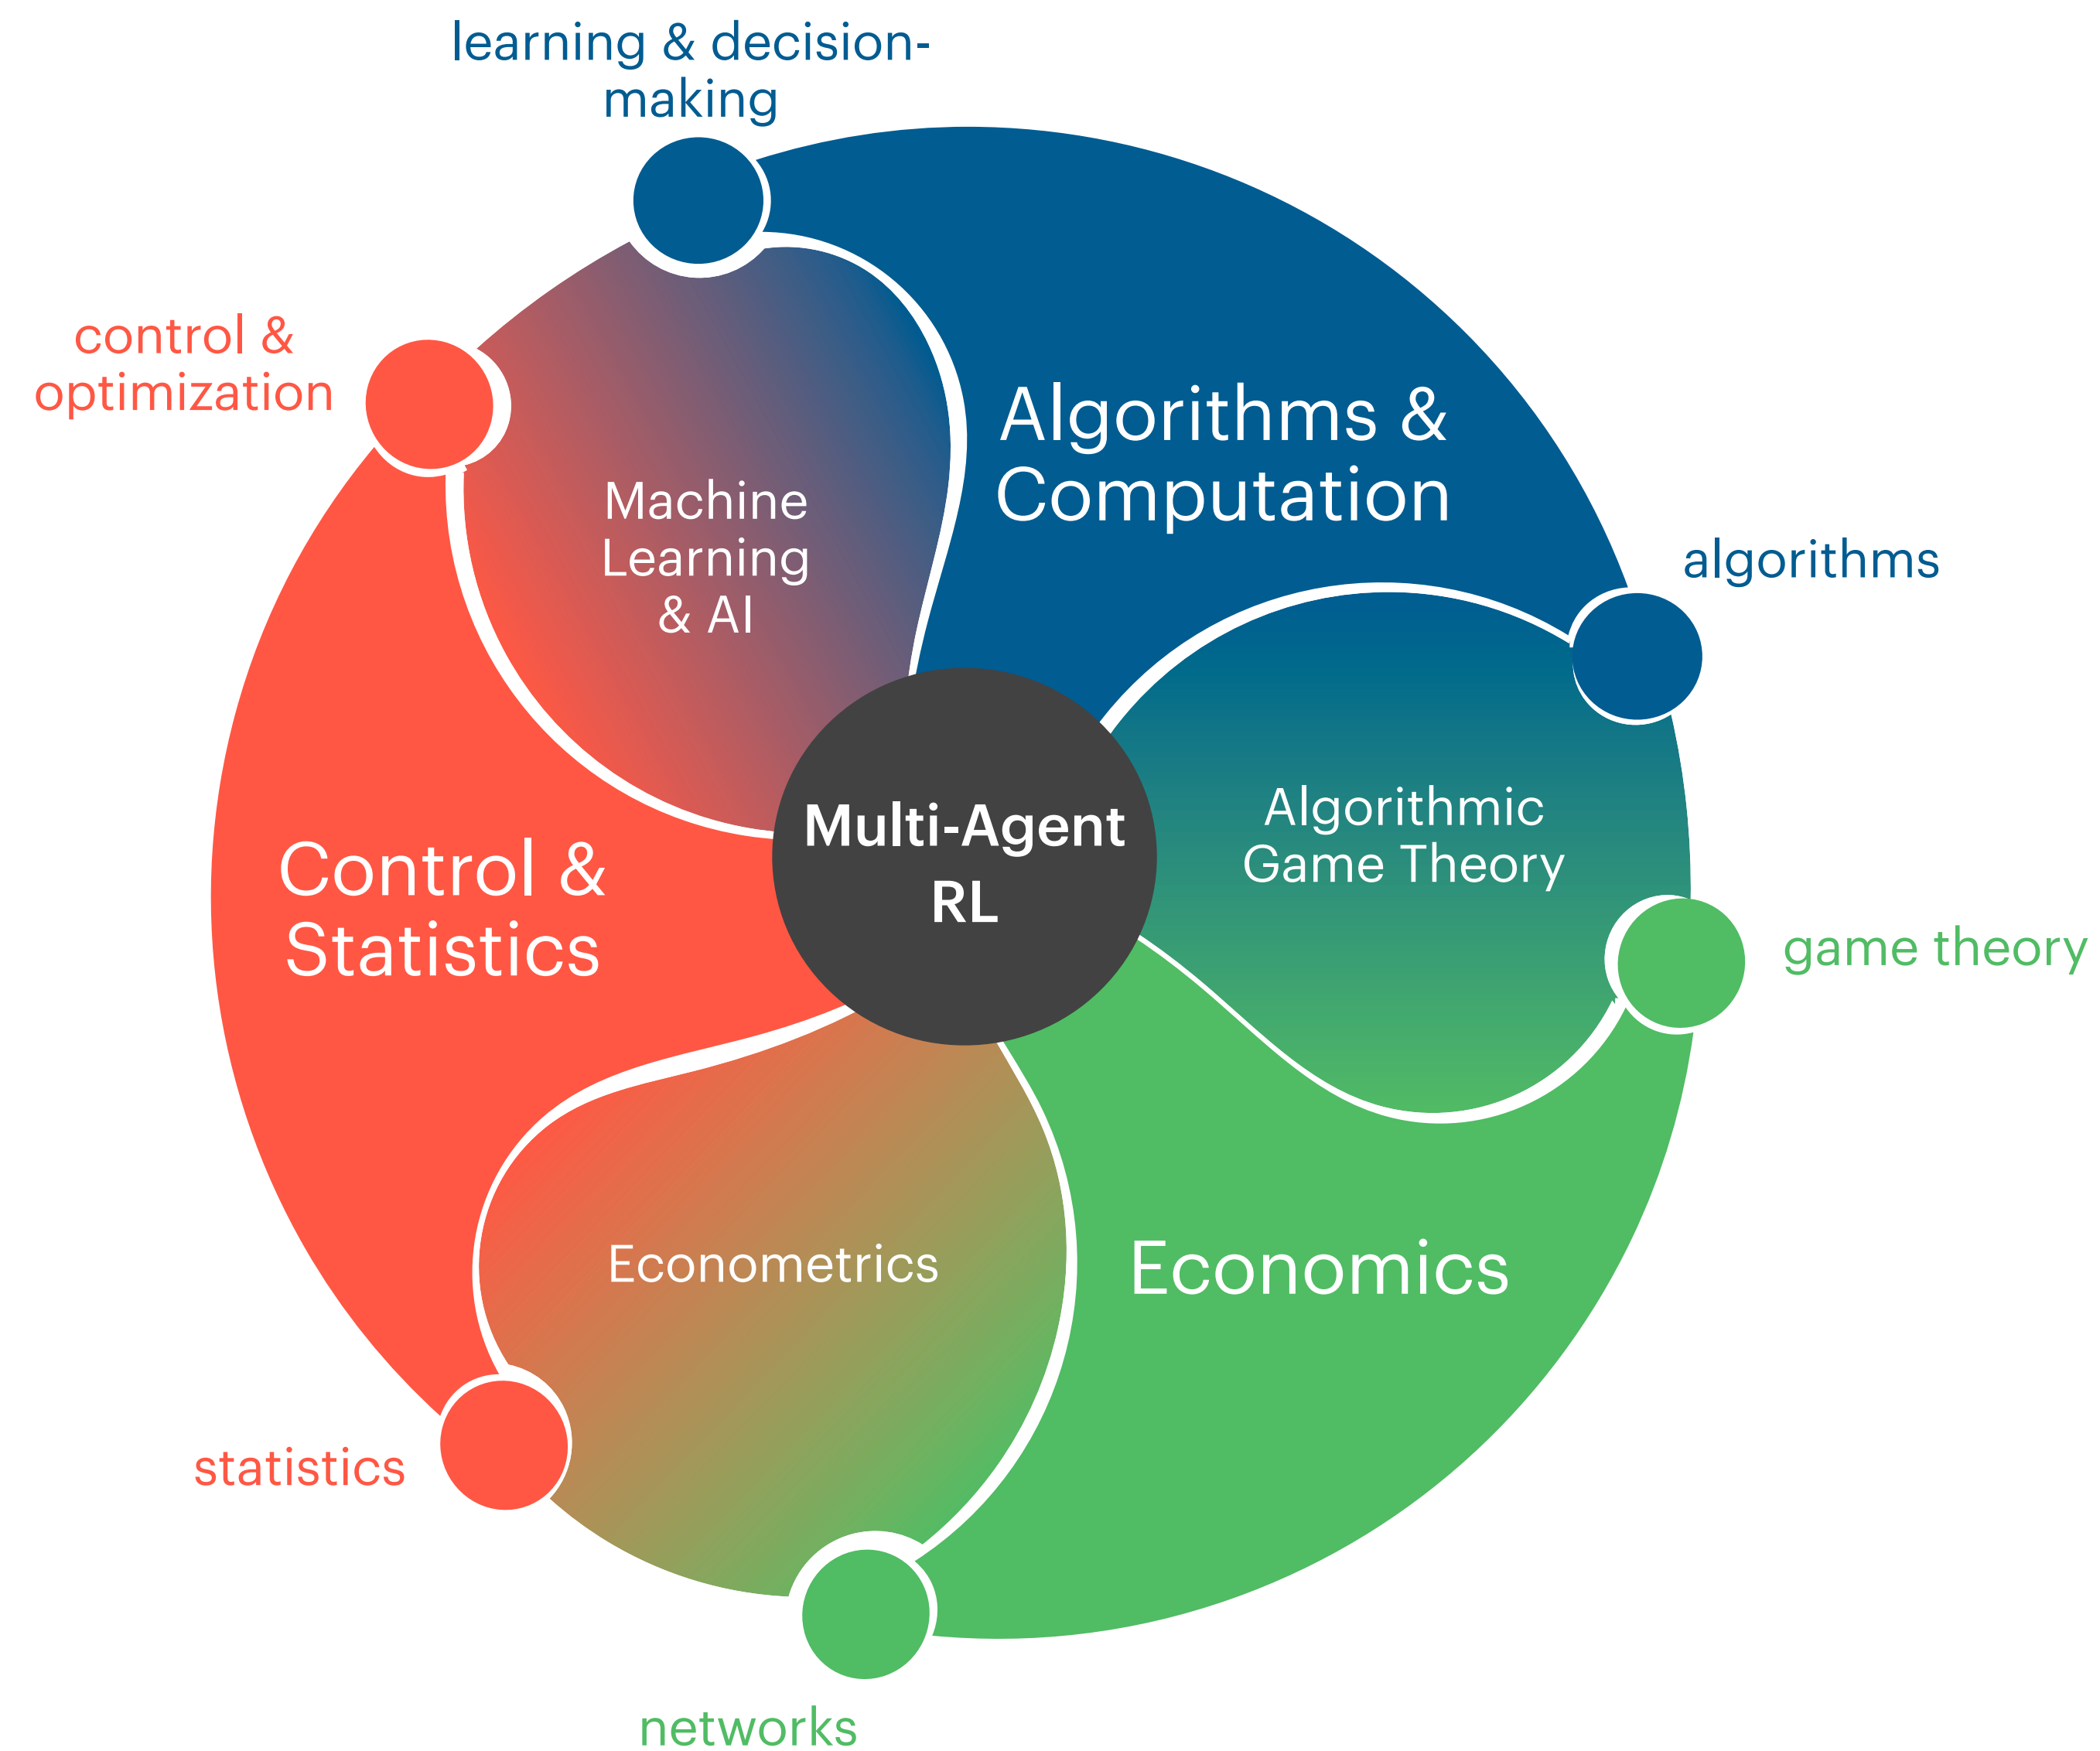 learning & decision-
making
control &
optimization
Algorithms &
Computation
Machine
Learning
& AI
algorithms
Multi-Agent
RL
Algorithmic
Game Theory
Control &
Statistics
game theory
Econometrics
Economics
statistics
networks